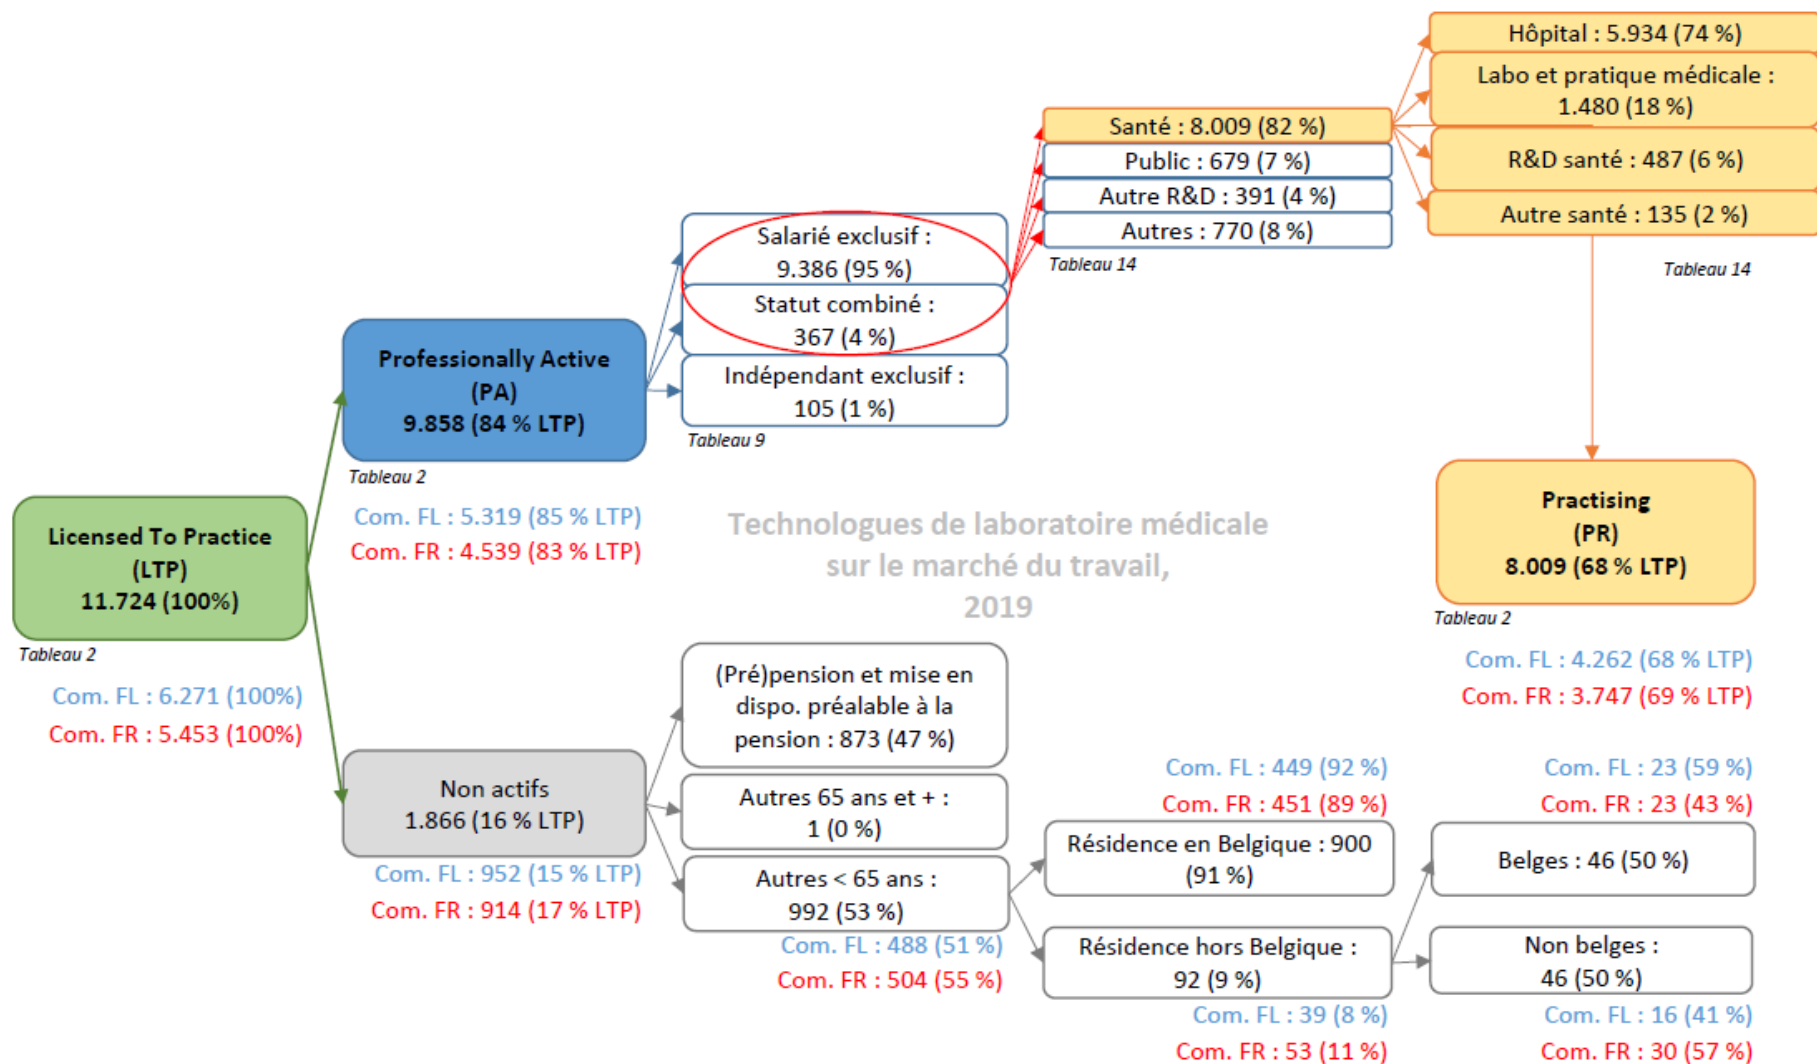 Licensed To Practice
(LTP)
11.724 (100%)
Tableau 2
Com. FL : 6.271 (100%)
Com. FR : 5.453 (100%)
Professionally Active
(PA)
9.858 (84 % LTP)
Tableau 2
Com. FL : 5.319 (85 % LTP)
Com. FR : 4.539 (83 % LTP)
Non actifs
1.866 (16 % LTP)
Com. FL : 952 (15 % LTP)
Com. FR : 914 (17 % LTP)
Salarié exclusif :
9.386 (95 %)
Statut combiné :
367 (4 %)
Indépendant exclusif :
105 (1 %)
Tableau 9
Technologues de laboratoire médicale
sur le marché du travail,
2019
(Pré)pension et mise en
dispo. préalable à la
pension : 873 (47 %)
Autres 65 ans et + :
1 (0 %)
Autres < 65 ans :
992 (53 %)
Com. FL : 488 (51 %)
Com. FR : 504 (55 %)
Santé : 8.009 (82 %)
Public : 679 (7 %)
Autre R&D : 391 (4 %)
Autres : 770 (8 %)
Tableau 14
Hôpital : 5.934 (74 %)
Labo et pratique médicale :
1.480 (18 %)
R&D santé : 487 (6 %)
Autre santé : 135 (2 %)
Tableau 14
Practising
(PR)
8.009 (68 % LTP)
Tableau 2
Com. FL : 4.262 (68 % LTP)
Com. FR : 3.747 (69 % LTP)
Com. FL : 449 (92 %)
Com. FR : 451 (89 %)
Résidence en Belgique : 900
(91 %)
Résidence hors Belgique :
92 (9 %)
Com. FL : 39 (8 %)
Com. FR : 53 (11 %)
Com. FL : 23 (59 %)
Com. FR : 23 (43 %)
Belges : 46 (50 %)
Non belges :
46 (50 %)
Com. FL : 16 (41 %)
Com. FR : 30 (57 %)